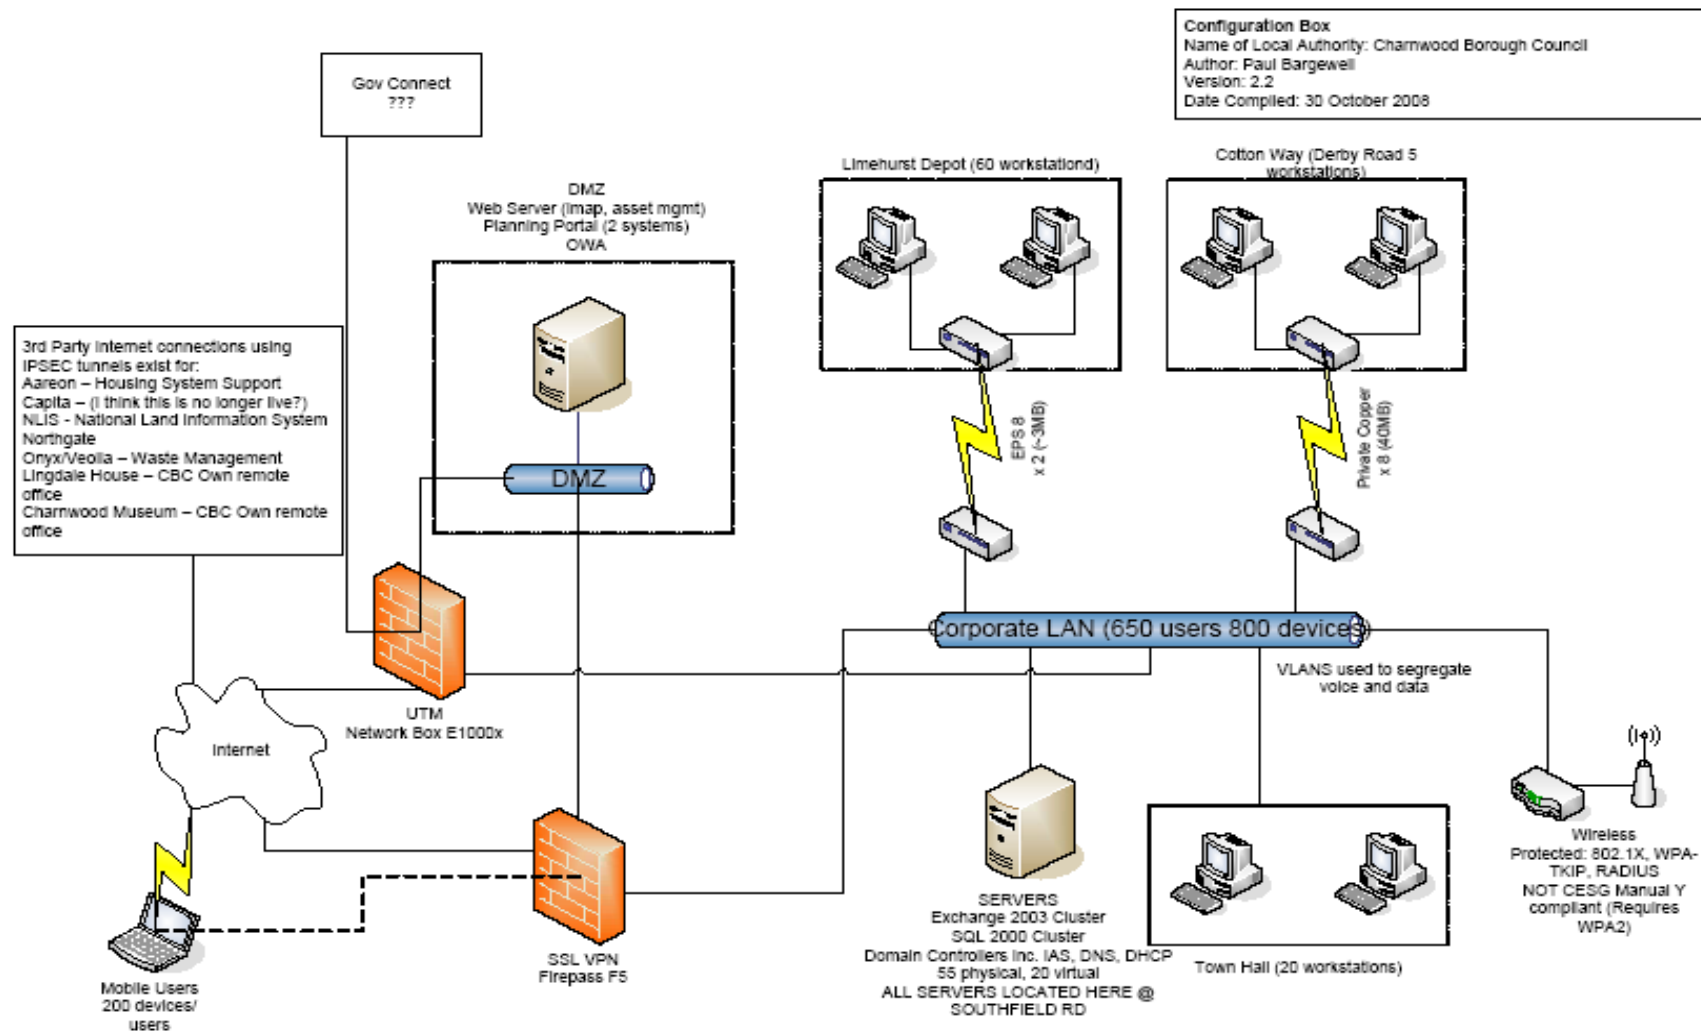 Configuration Box
Name of Local Authority: Charnwood Borough Council
Author: Paul Bargewell
Version: 2.2
Date Compiled: 30 October 2008
Gov Connect
???
DMZ
Web Server (Imap, asset mgmt)
Planning Portal (2 systems)
OWA
DMZ
Limehurst Depot (60 workstationd)
Cotton Way (Derby Road 5
workstations)
EPS 8
x 2 (~3MB)
Private Copper
x 8 (40MB)
3rd Party Internet connections using
IPSEC tunnels exist for:
Aareon – Housing System Support
Capita – (I think this is no longer live?)
NLIS - National Land Information System
Northgate
Onyx/Veolia – Waste Management
Lingdale House – CBC Own remote
office
Charnwood Museum – CBC Own remote
office
UTM
Network Box E1000x
Internet
Mobile Users
200 devices/
users
SSL VPN
Firepass F5
Corporate LAN (650 users 800 devices)
VLANS used to segregate
voice and data
SERVERS
Exchange 2003 Cluster
SQL 2000 Cluster
Domain Controllers Inc. IAS, DNS, DHCP
55 physical, 20 virtual
ALL SERVERS LOCATED HERE @
SOUTHFIELD RD
Town Hall (20 workstations)
Wireless
Protected: 802.1X, WPA-
TKIP, RADIUS
NOT CESG Manual Y
compliant (Requires
WPA2)